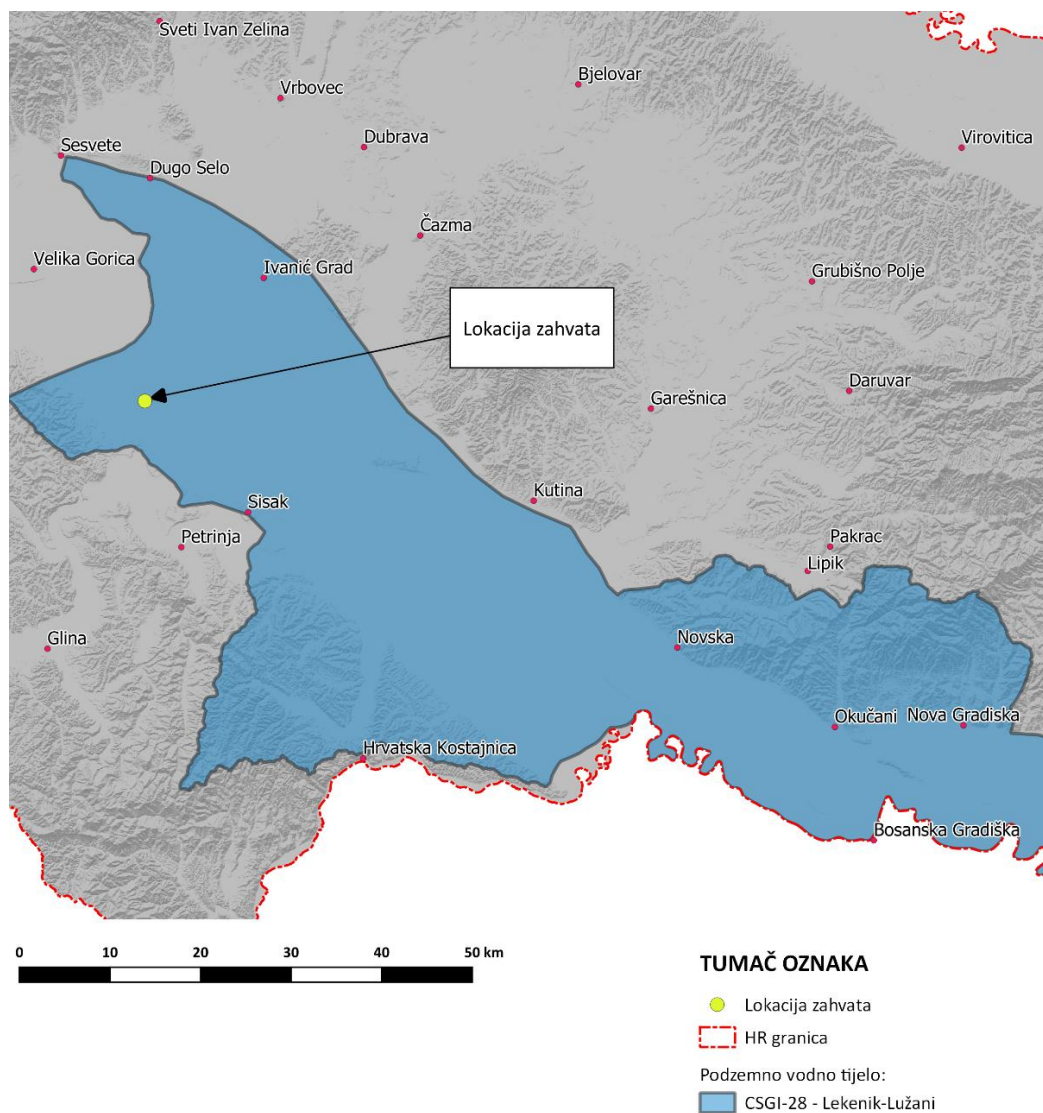 Sveti Ivan Zelina
Bjelovar
Vrbovec
Dubrava
Virovitica
Sesvete
Dugo Selo
Čazma
Velika Gorica
Ivanić Grad
Grubišno Polje
Lokacija zahvata
Daruvar
Garešnica
Kutina
Sisak
Petrinja
Pakrac
Lipik
Glina
Novska
Okučani
Nova Gradiska
Hrvatska Kostajnica
Bosanska Gradiška
0 10 20 30 40 50 km
TUMAČ OZNAKA
Lokacija zahvata
HR granica
Podzemno vodno tijelo:
CSGI-28 - Lekenik-Lužani